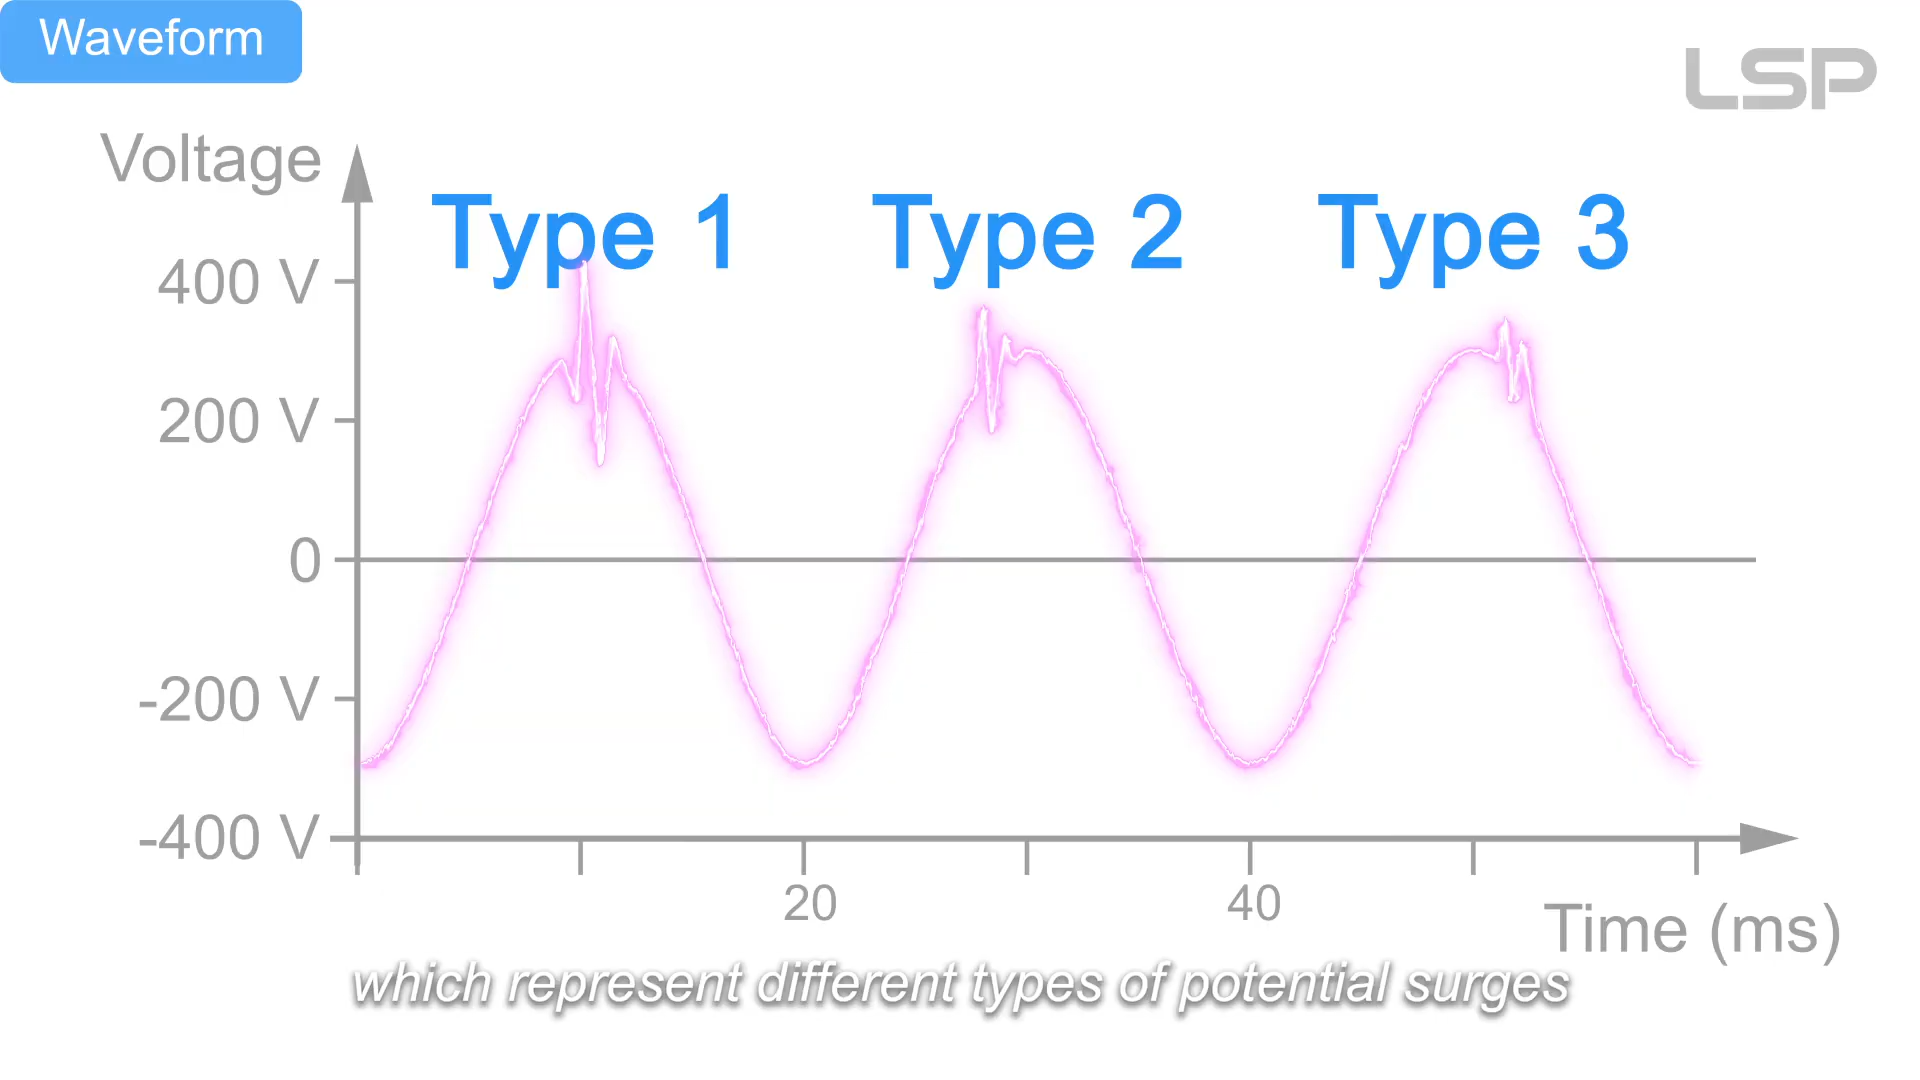 Waveform
LSP
Voltage
Type 1
Type 2
Type 3
400 V
200 V
0
-200 V
-400 V
20
40
Time (ms)
which represent different types of potential surges